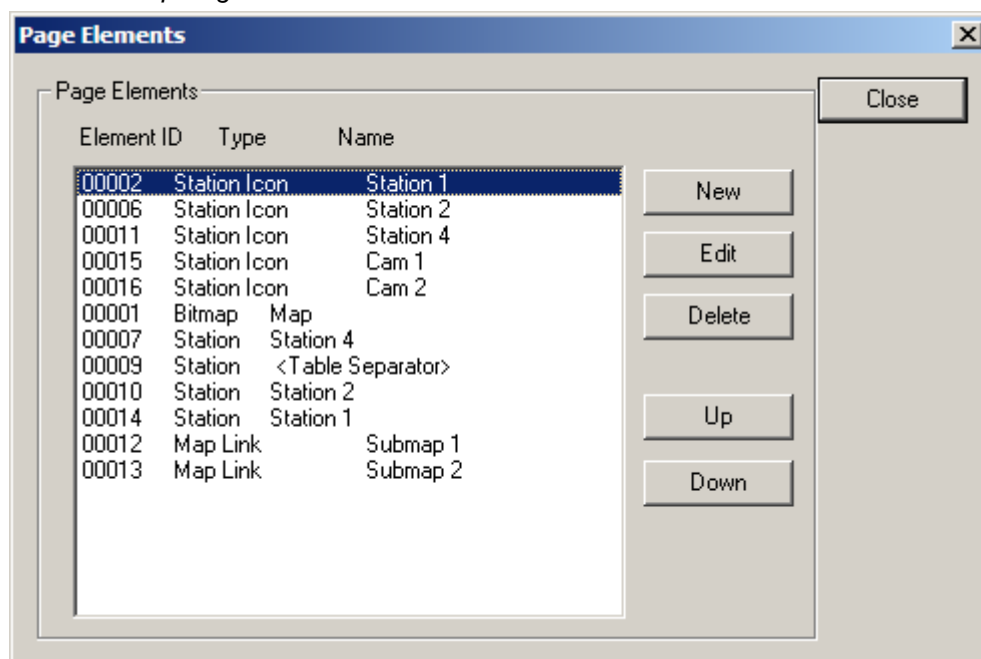 Page Elements
Page Elements
Close
Element ID Type Name
00002 Station Icon Station 1
00006 Station Icon Station 2
00011 Station Icon Station 4
00015 Station Icon Cam 1
00016 Station Icon Cam 2
00001 Bitmap Map
00007 Station Station 4
00009 Station <Table Separator>
00010 Station Station 2
00014 Station Station 1
00012 Map Link Submap 1
00013 Map Link Submap 2
New
Edit
Delete
Up
Down